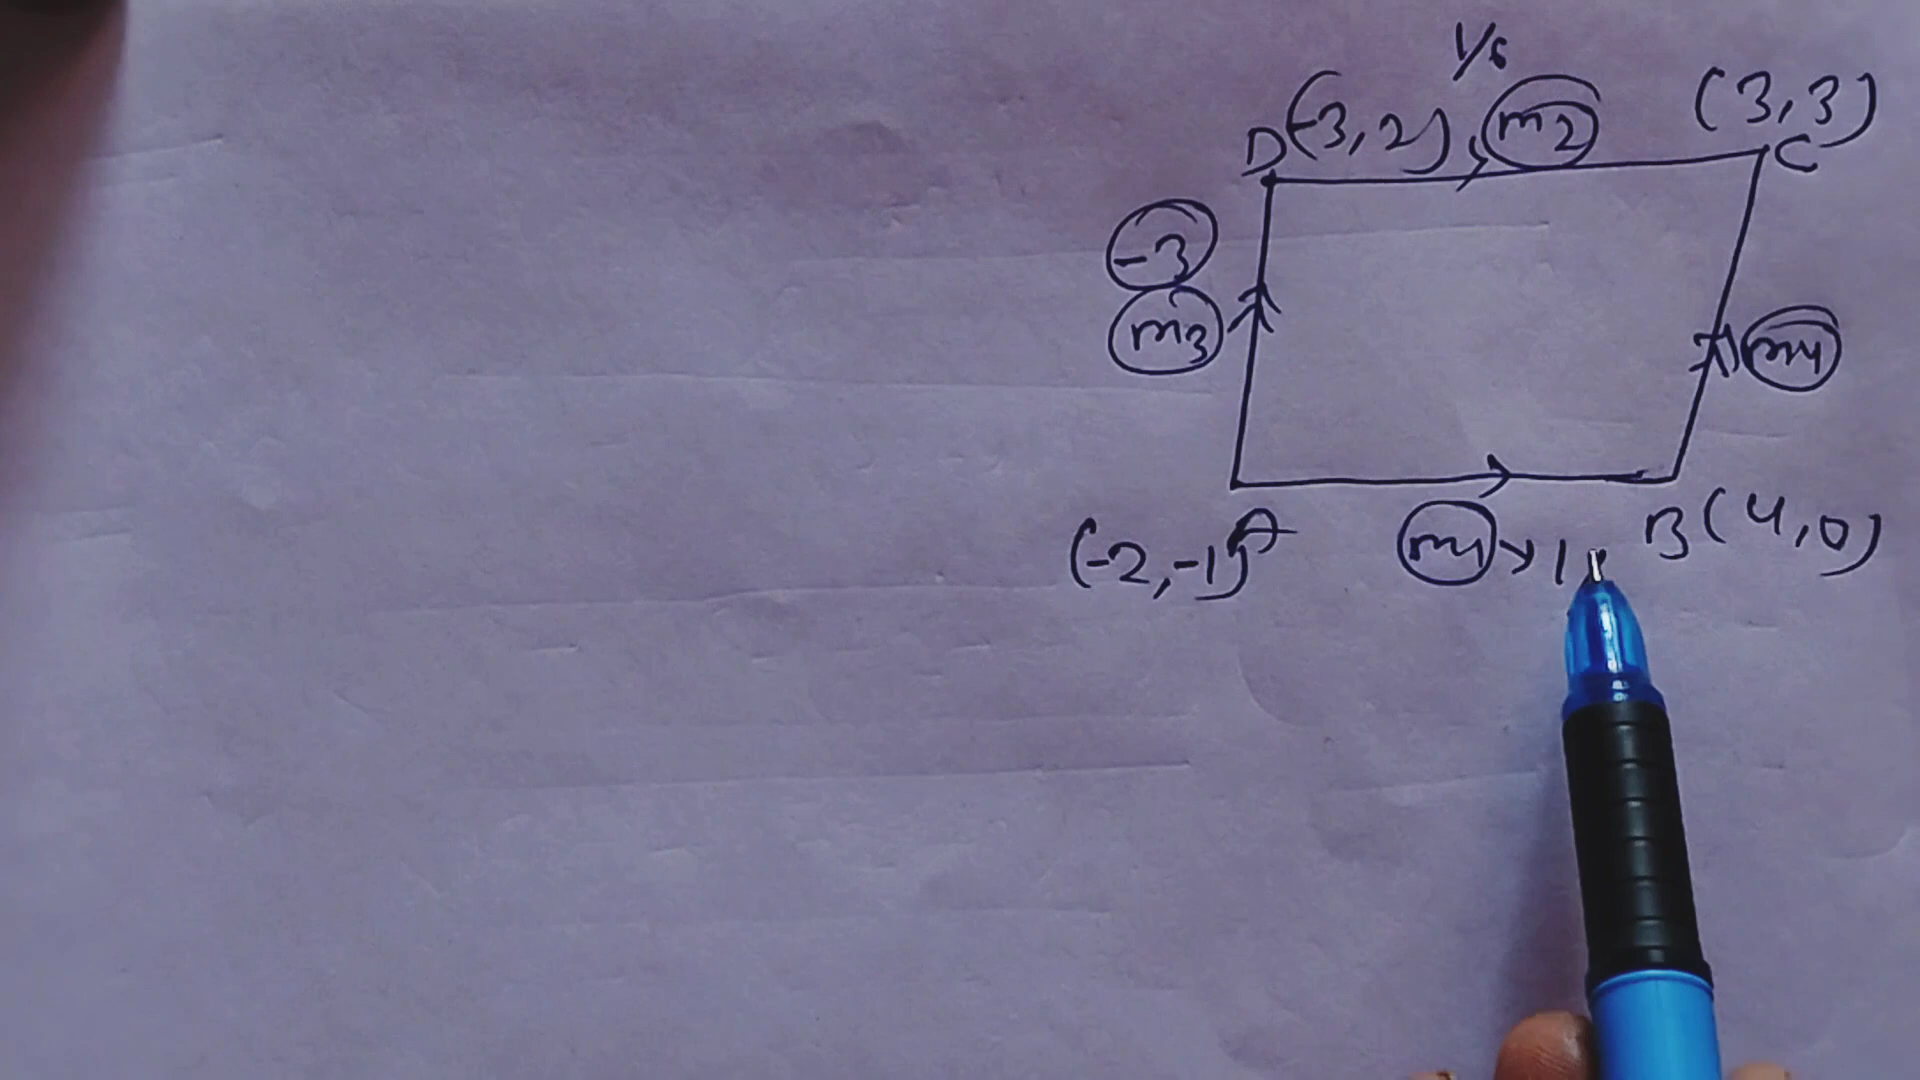 1/6
D(-3,2) m2 (3,3)
C
-3
m3
m4
(-2,-1)A m1 → 1 B(4,0)